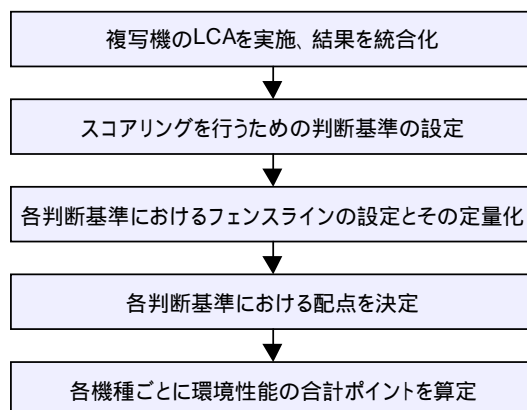 複写機のLCAを実施、結果を統合化
スコアリングを行うための判断基準の設定
各判断基準におけるフェンスラインの設定とその定量化
各判断基準における配点を決定
各機種ごとに環境性能の合計ポイントを算定